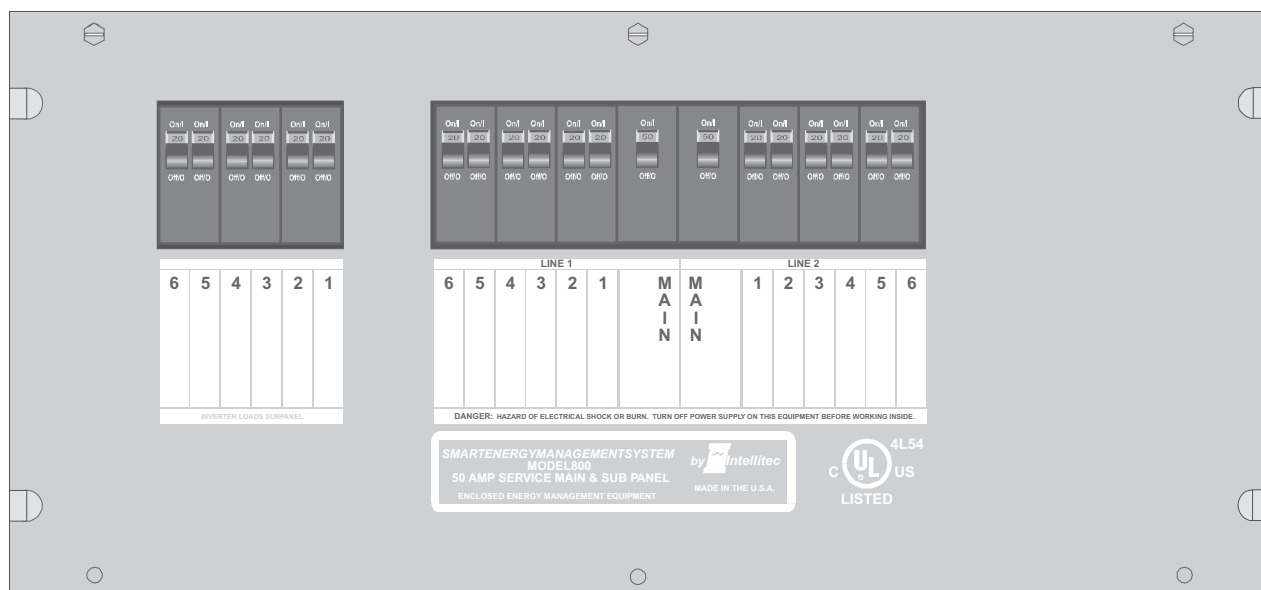 On/I On/I On/I On/I On/I On/I
20 20 20 20 20 20
Off/O Off/O Off/O Off/O Off/O Off/O
6 5 4 3 2 1
INVERTER LOADS SUBPANEL
On/I On/I On/I On/I On/I On/I On/I On/I On/I On/I On/I On/I On/I On/I
20 20 20 20 20 20 50 50 20 20 20 20 20 20
Off/O Off/O Off/O Off/O Off/O Off/O Off/O Off/O Off/O Off/O Off/O Off/O Off/O Off/O
LINE 1 LINE 2
6 5 4 3 2 1 MAIN MAIN 1 2 3 4 5 6
DANGER: HAZARD OF ELECTRICAL SHOCK OR BURN. TURN OFF POWER SUPPLY ON THIS EQUIPMENT BEFORE WORKING INSIDE.
SMARTENERGYMANAGEMENTSYSTEM
MODEL800
50 AMP SERVICE MAIN & SUB PANEL
ENCLOSED ENERGY MANAGEMENT EQUIPMENT
by Intellitec
MADE IN THE U.S.A.
4L54
C UL US
®
LISTED